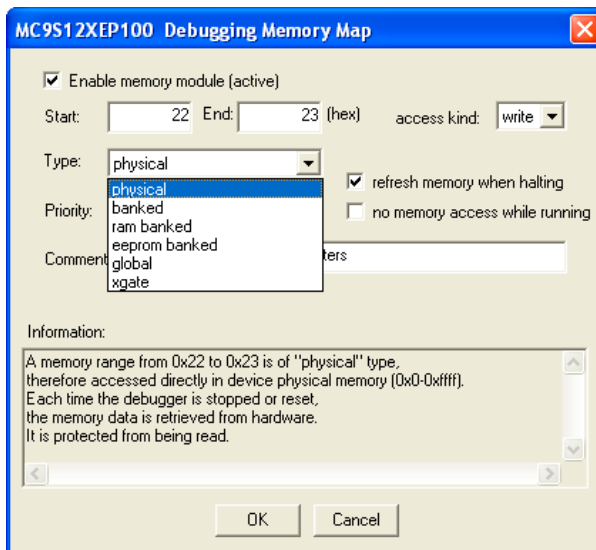 MC9S12XEP100 Debugging Memory Map
Enable memory module (active)
Start: 22 End: 23 (hex) access kind: write
Type: physical
physical
banked
ram banked
eeprom banked
global
xgate
refresh memory when halting
Priority:
no memory access while running
Comment ters
Information:
A memory range from 0x22 to 0x23 is of "physical" type,
therefore accessed directly in device physical memory (0x0-0xffff).
Each time the debugger is stopped or reset,
the memory data is retrieved from hardware.
It is protected from being read.
OK Cancel